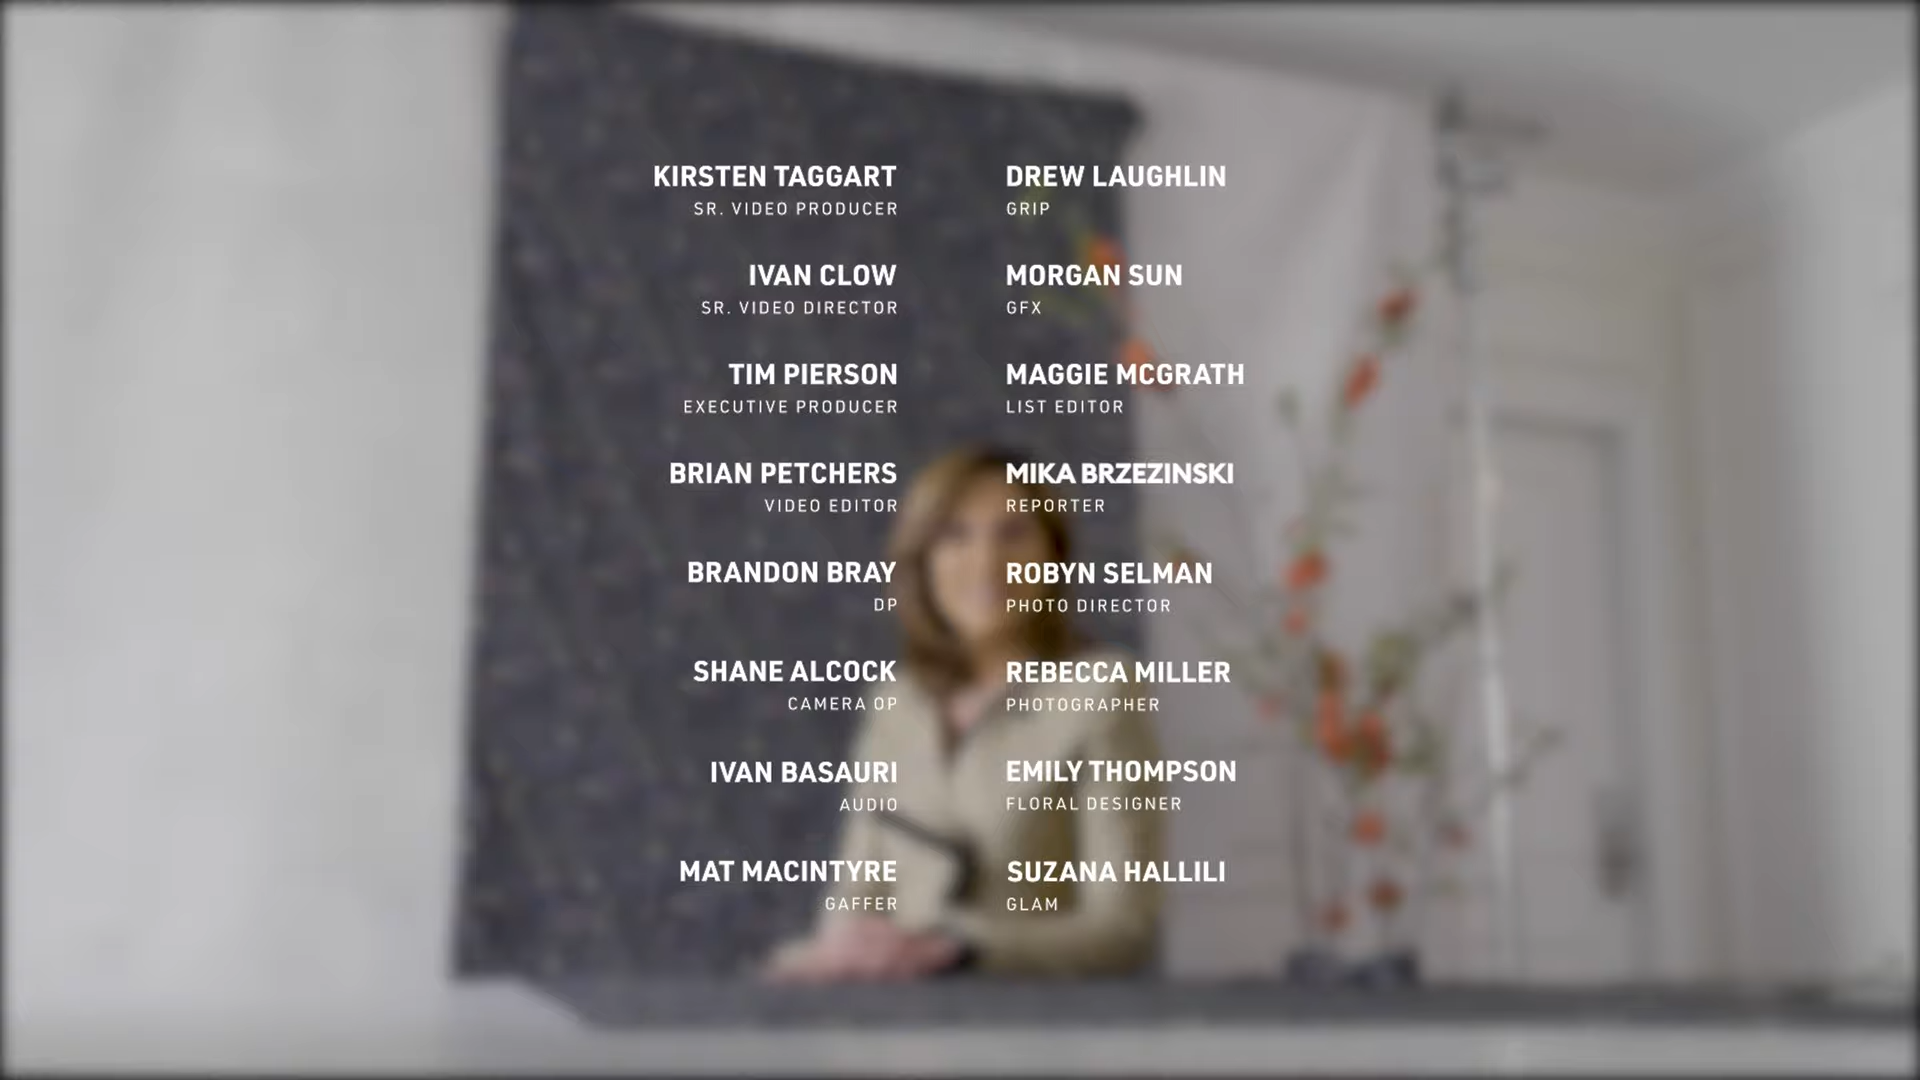 KIRSTEN TAGGART
SR. VIDEO PRODUCER
IVAN CLOW
SR. VIDEO DIRECTOR
TIM PIERSON
EXECUTIVE PRODUCER
BRIAN PETCHERS
VIDEO EDITOR
BRANDON BRAY
DP
SHANE ALCOCK
CAMERA OP
IVAN BASAURI
AUDIO
MAT MACINTYRE
GAFFER
DREW LAUGHLIN
GRIP
MORGAN SUN
GFX
MAGGIE MCGRATH
LIST EDITOR
MIKA BRZEZINSKI
REPORTER
ROBYN SELMAN
PHOTO DIRECTOR
REBECCA MILLER
PHOTOGRAPHER
EMILY THOMPSON
FLORAL DESIGNER
SUZANA HALLILI
GLAM